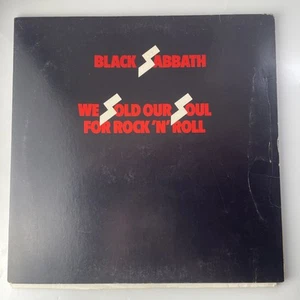 BLACK SABBATH
WE SOLD OUR SOUL
FOR ROCK 'N' ROLL